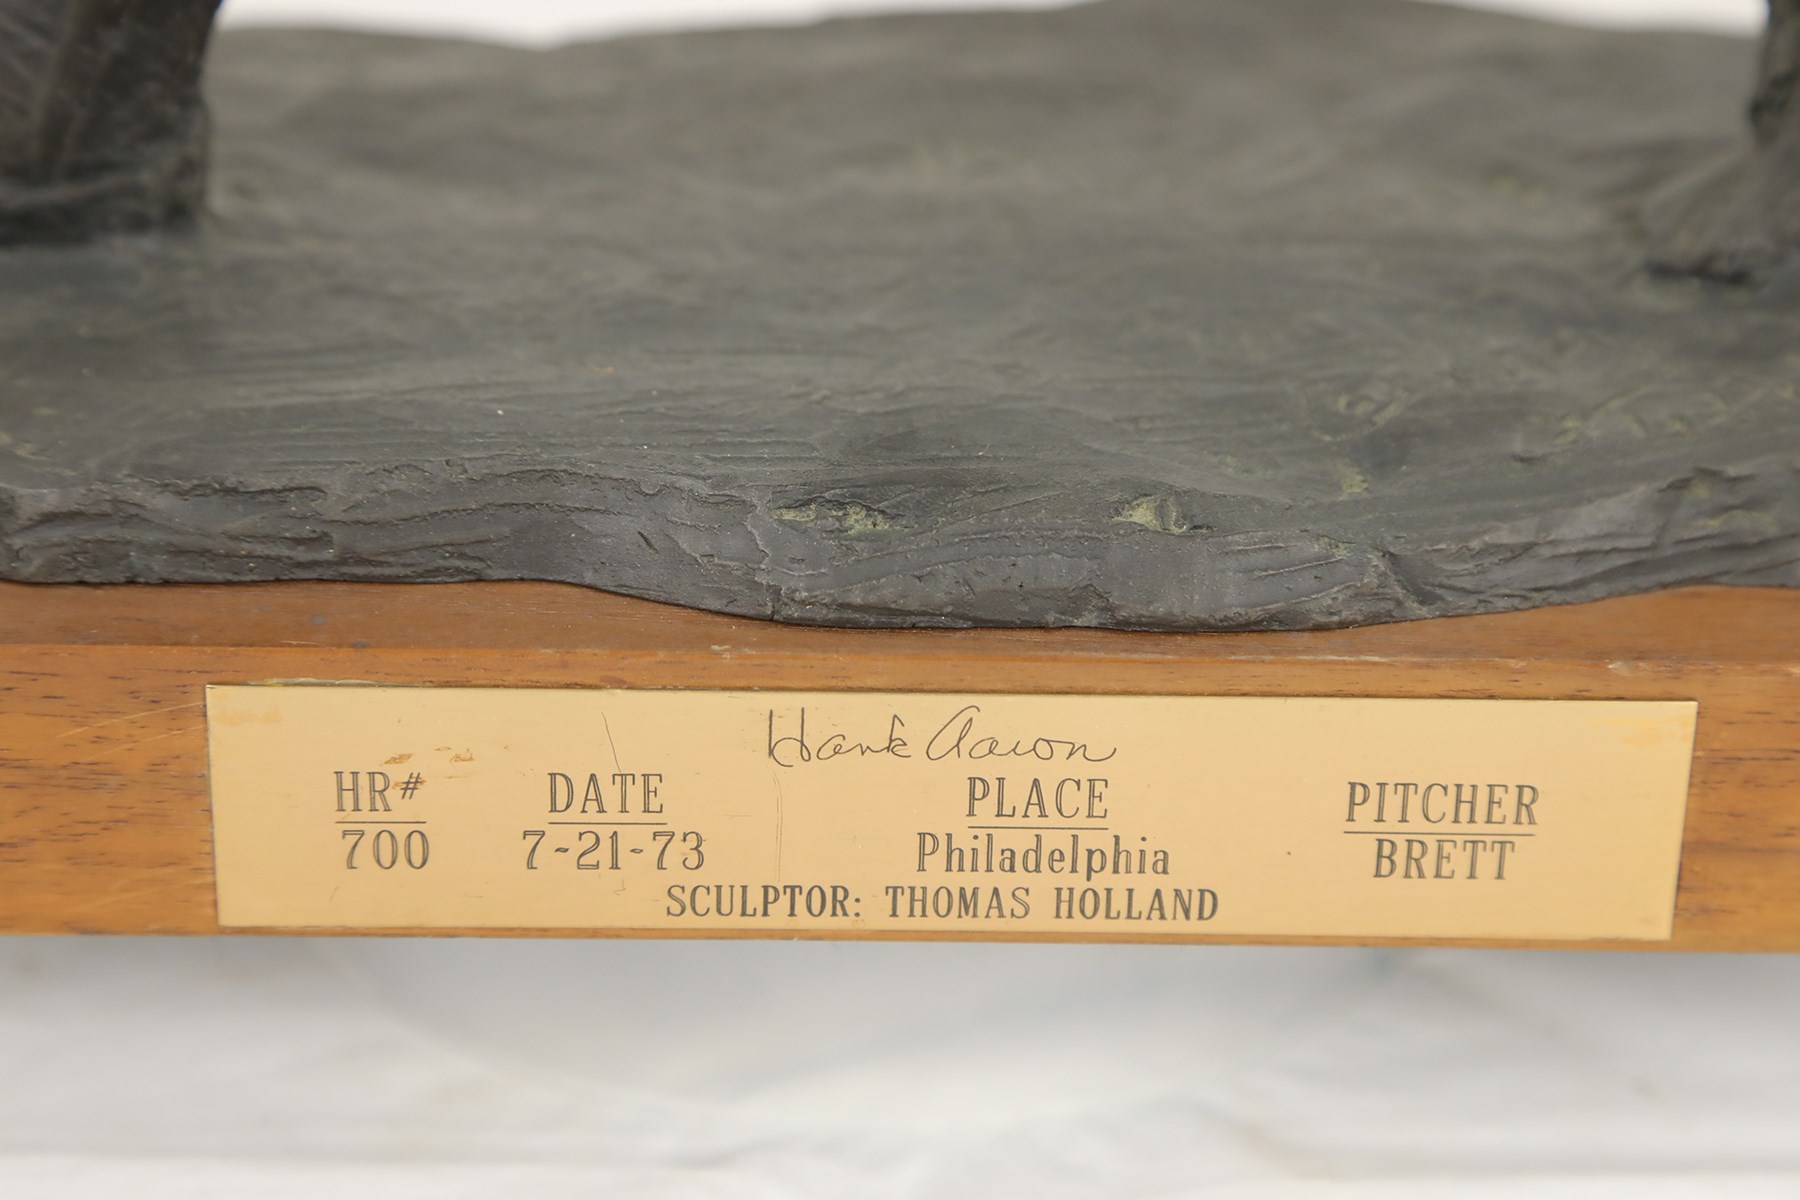 Hank Aaron
HR# DATE PLACE PITCHER
700 7-21-73 Philadelphia BRETT
SCULPTOR: THOMAS HOLLAND